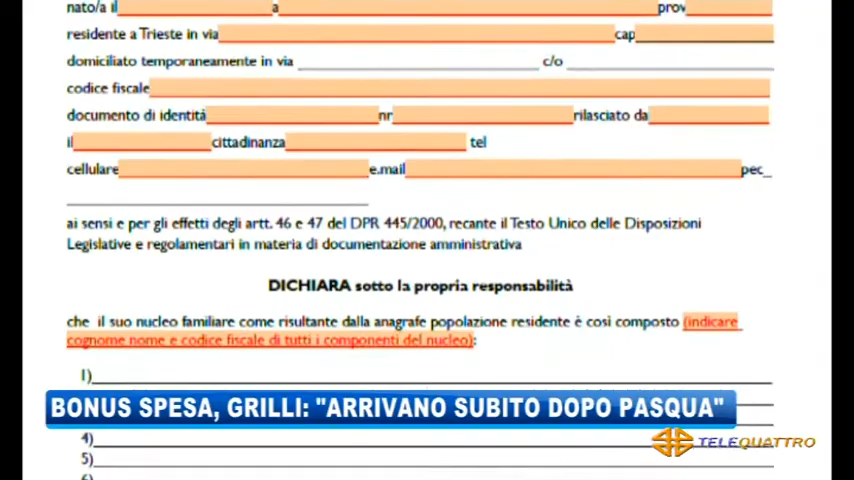 nato/a il a prov
residente a Trieste in via cap
domiciliato temporaneamente in via c/o
codice fiscale
documento di identità nr rilasciato da
il cittadinanza tel
cellulare e.mail pec_
ai sensi e per gli effetti degli artt. 46 e 47 del DPR 445/2000, recante il Testo Unico delle Disposizioni
Legislative e regolamentari in materia di documentazione amministrativa
DICHIARA sotto la propria responsabilità
che il suo nucleo familiare come risultante dalla anagrafe popolazione residente è così composto (indicare
cognome nome e codice fiscale di tutti i componenti del nucleo):
1)
BONUS SPESA, GRILLI: "ARRIVANO SUBITO DOPO PASQUA"
4)
TELEQUATTRO
5)